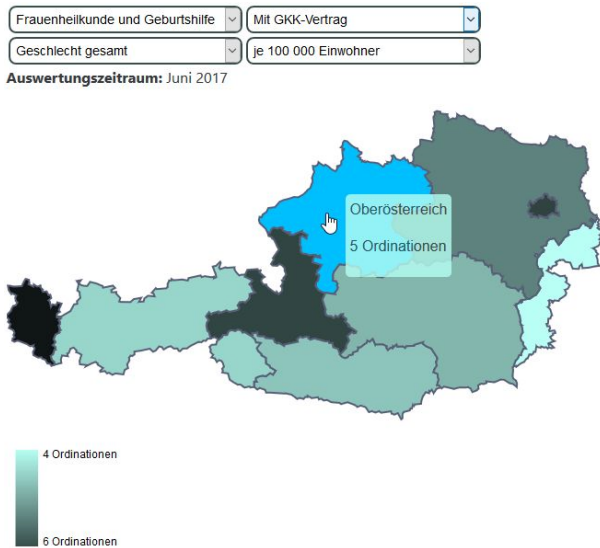 Frauenheilkunde und Geburtshilfe Mit GKK-Vertrag
Geschlecht gesamt je 100 000 Einwohner
Auswertungszeitraum: Juni 2017
Oberösterreich
5 Ordinationen
4 Ordinationen
6 Ordinationen